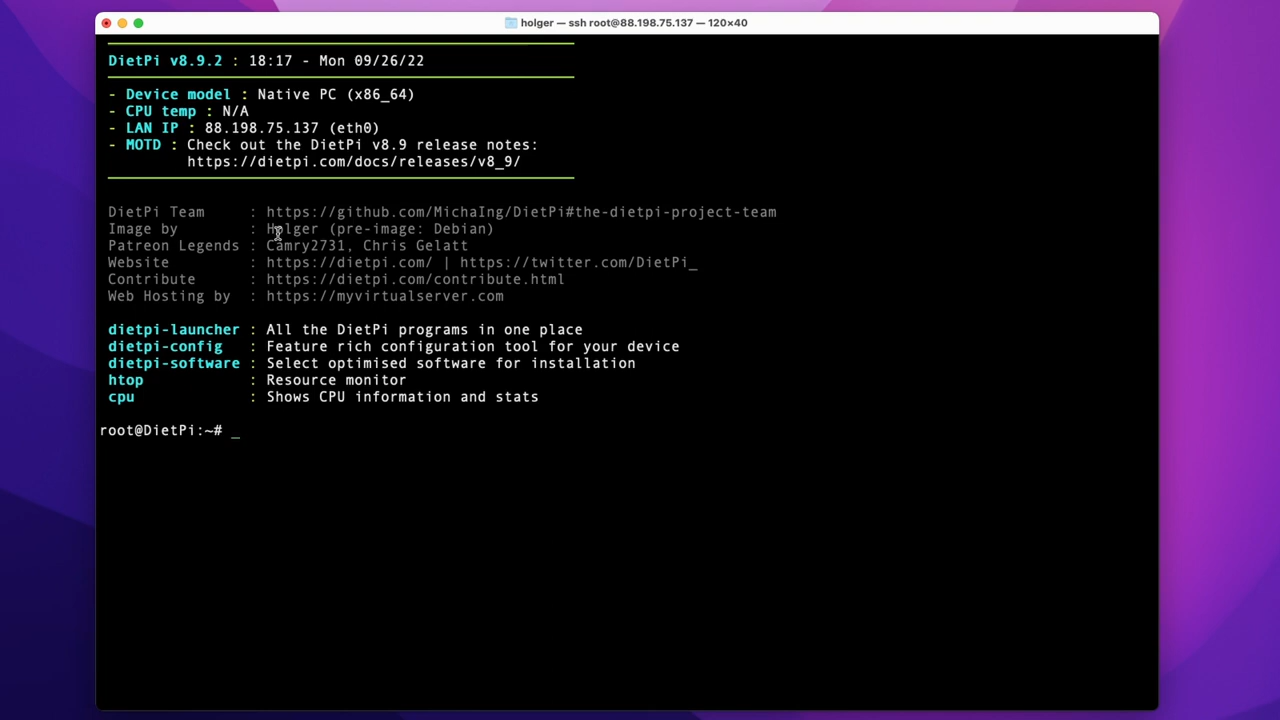 holger — ssh root@88.198.75.137 — 120×40
DietPi v8.9.2 : 18:17 - Mon 09/26/22
- Device model : Native PC (x86_64)
- CPU temp : N/A
- LAN IP : 88.198.75.137 (eth0)
- MOTD : Check out the DietPi v8.9 release notes:
https://dietpi.com/docs/releases/v8_9/
DietPi Team : https://github.com/MichaIng/DietPi#the-dietpi-project-team
Image by : Holger (pre-image: Debian)
Patreon Legends : Camry2731, Chris Gelatt
Website : https://dietpi.com/ | https://twitter.com/DietPi_
Contribute : https://dietpi.com/contribute.html
Web Hosting by : https://myvirtualserver.com
dietpi-launcher : All the DietPi programs in one place
dietpi-config : Feature rich configuration tool for your device
dietpi-software : Select optimised software for installation
htop : Resource monitor
cpu : Shows CPU information and stats
root@DietPi:~# _